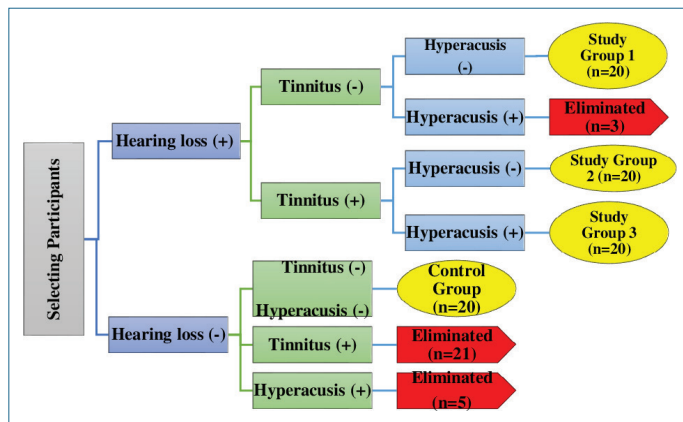 Selecting Participants
Hearing loss (+)
Tinnitus (-)
Hyperacusis
(-)
Study
Group 1
(n=20)
Hyperacusis (+)
Eliminated
(n=3)
Tinnitus (+)
Hyperacusis (-)
Study Group
2 (n=20)
Hyperacusis (+)
Study
Group 3
(n=20)
Hearing loss (-)
Tinnitus (-)
Hyperacusis (-)
Control
Group
(n=20)
Tinnitus (+)
Eliminated
(n=21)
Hyperacusis (+)
Eliminated
(n=5)